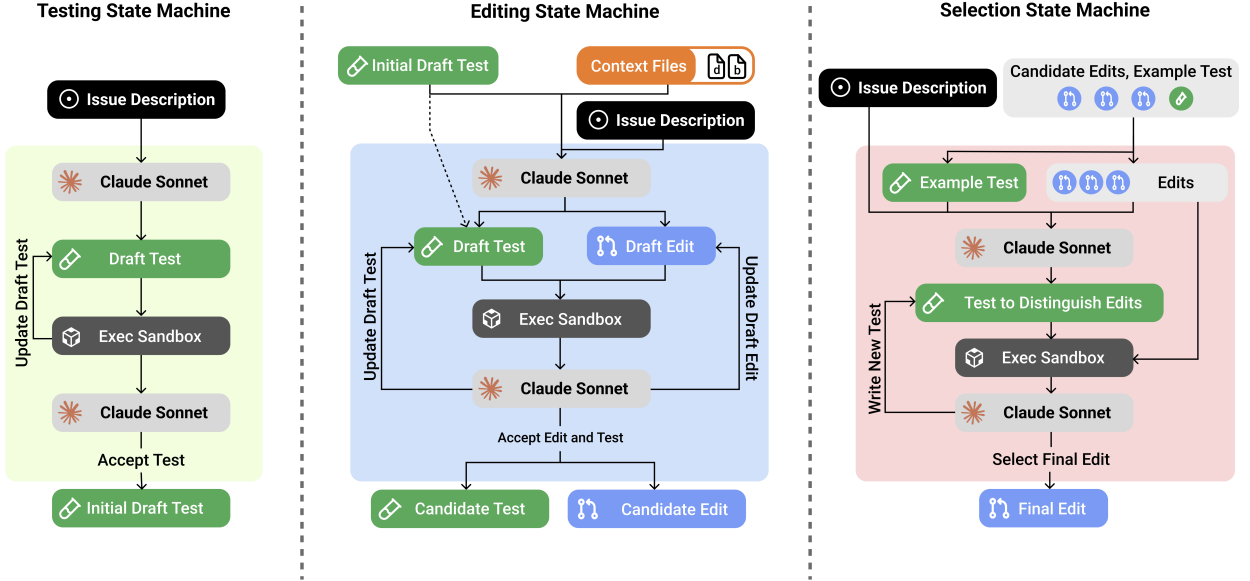 Testing State Machine
Issue Description
Claude Sonnet
Draft Test
Update Draft Test
Exec Sandbox
Claude Sonnet
Accept Test
Initial Draft Test
Editing State Machine
Initial Draft Test
Context Files
d
b
Issue Description
Claude Sonnet
Draft Test
Draft Edit
Update Draft Test
Update Draft Edit
Exec Sandbox
Claude Sonnet
Accept Edit and Test
Candidate Test
Candidate Edit
Selection State Machine
Issue Description
Candidate Edits, Example Test
Example Test
Edits
Claude Sonnet
Test to Distinguish Edits
Write New Test
Exec Sandbox
Claude Sonnet
Select Final Edit
Final Edit